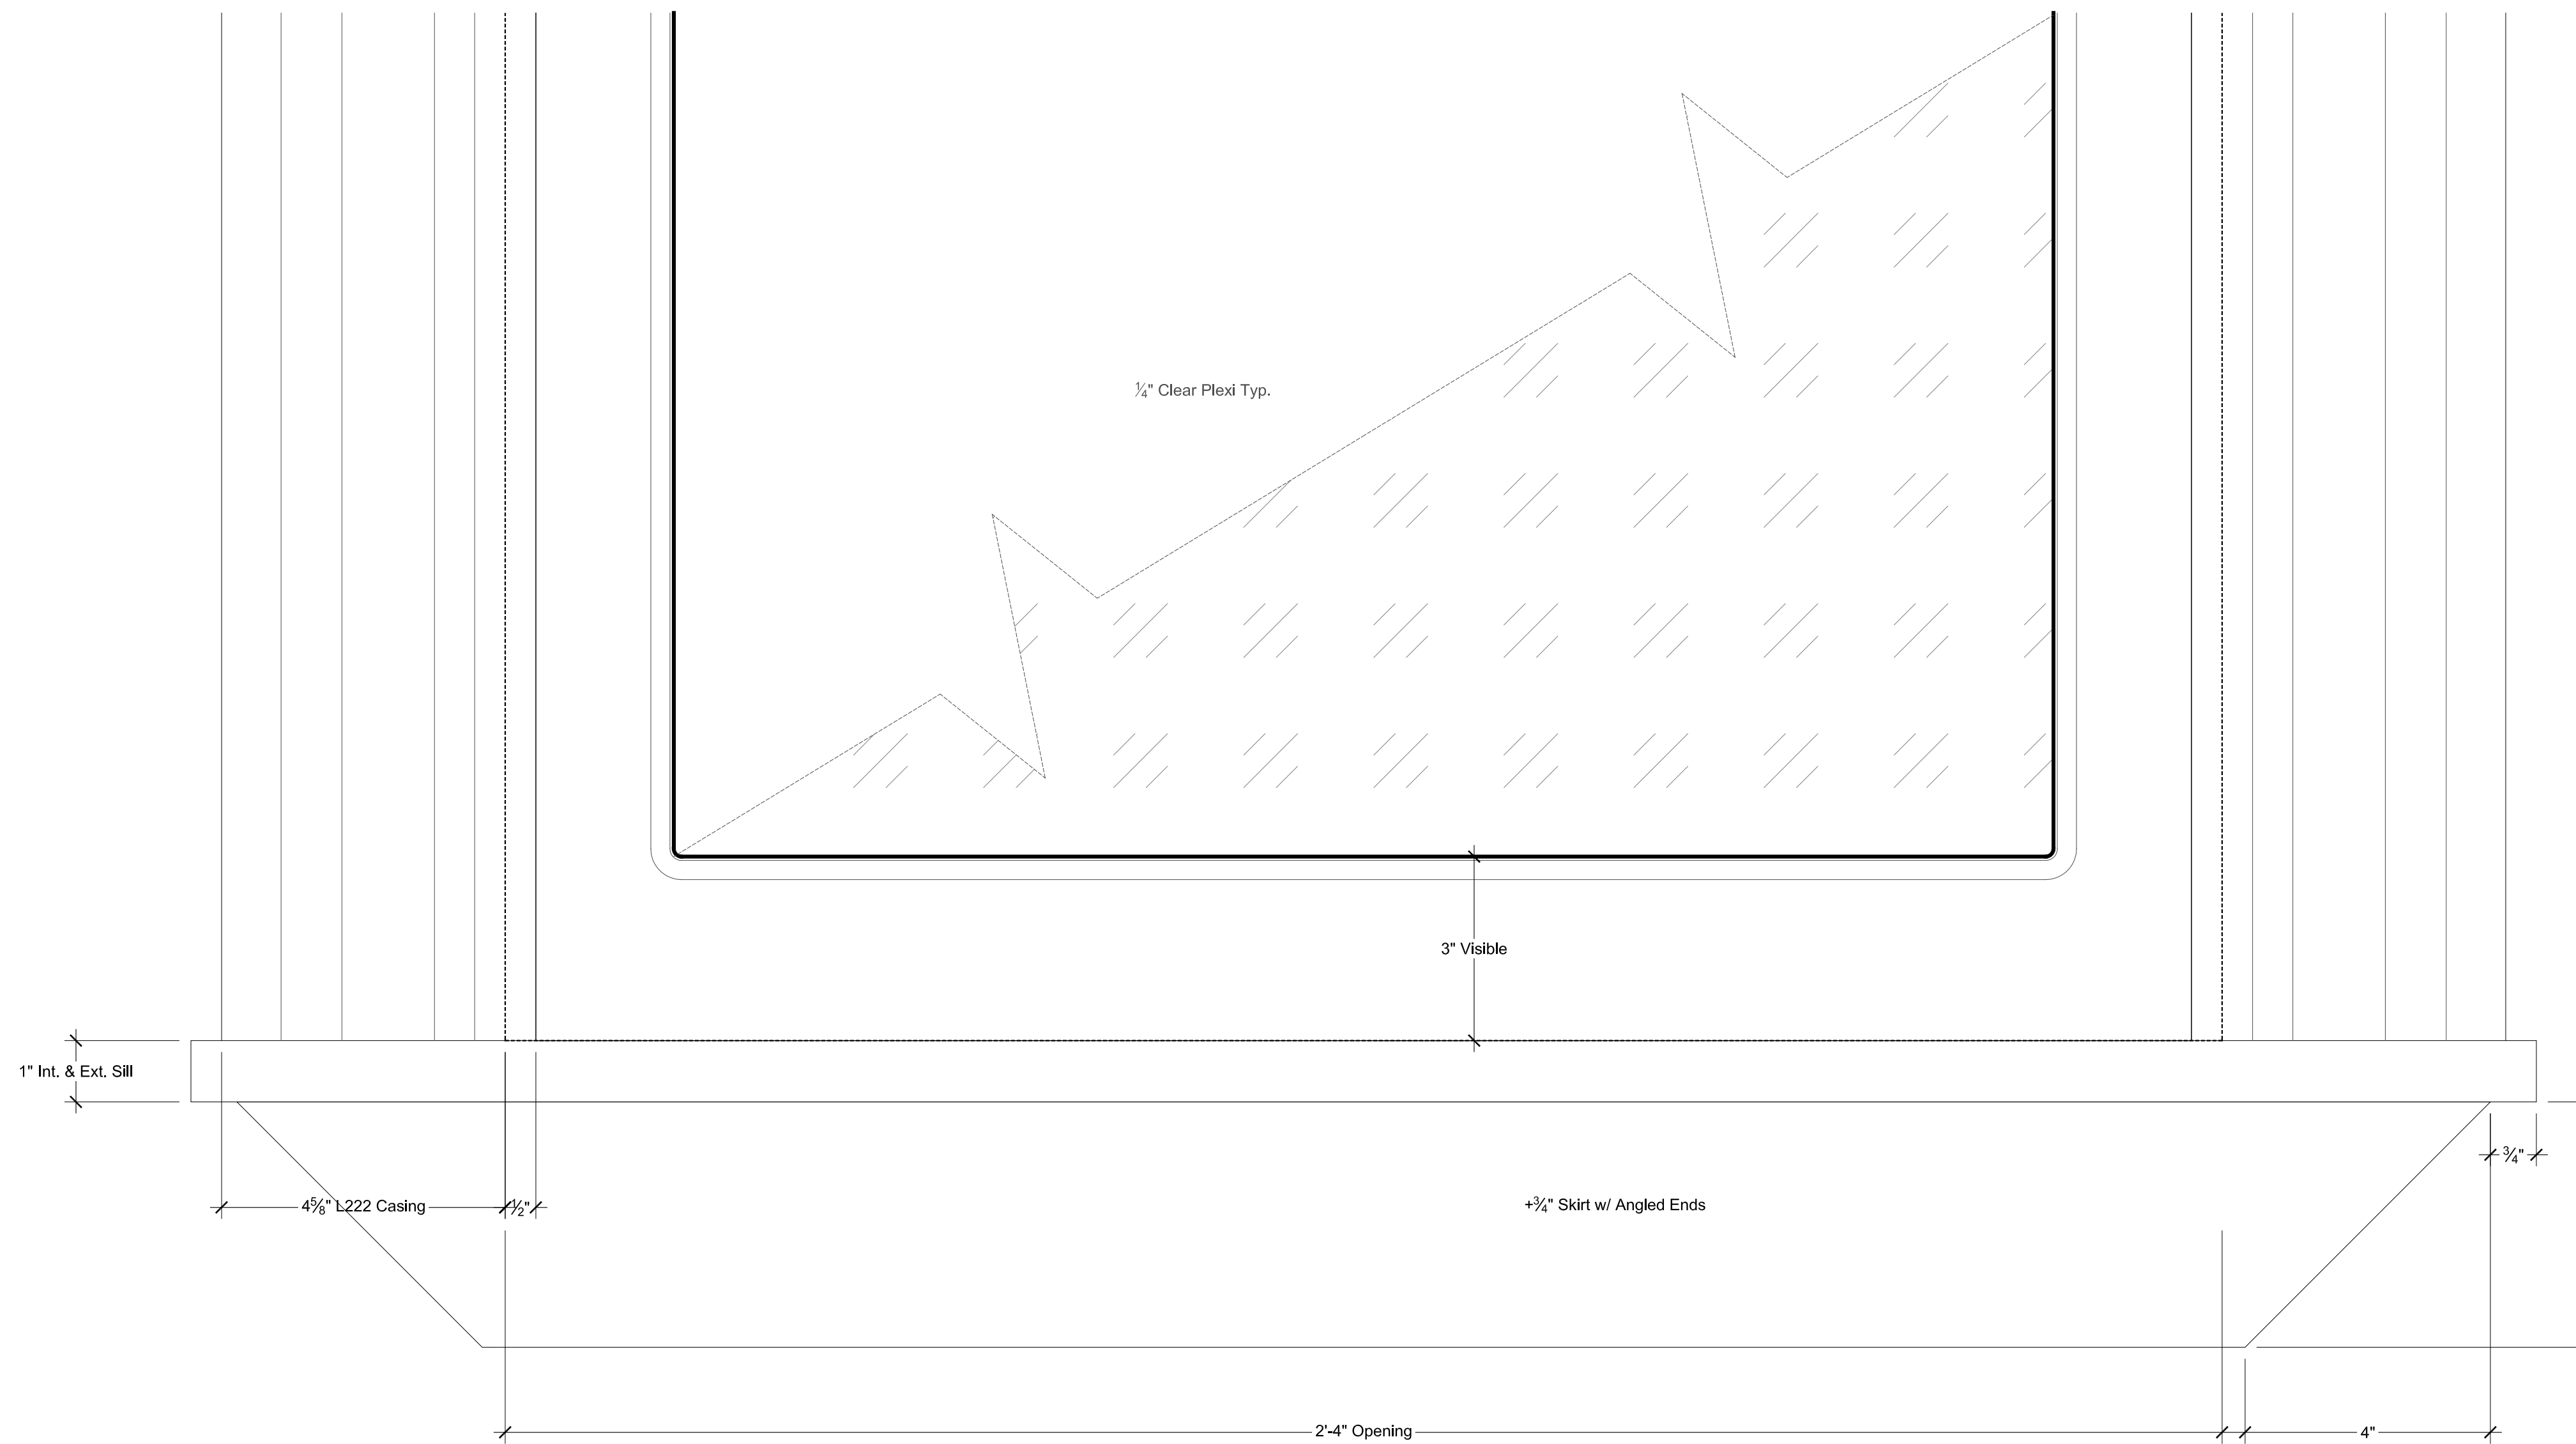 ¼" Clear Plexi Typ.
3" Visible
1" Int. & Ext. Sill
¾"
4⅝" L222 Casing
½"
+¾" Skirt w/ Angled Ends
2'-4" Opening
4"